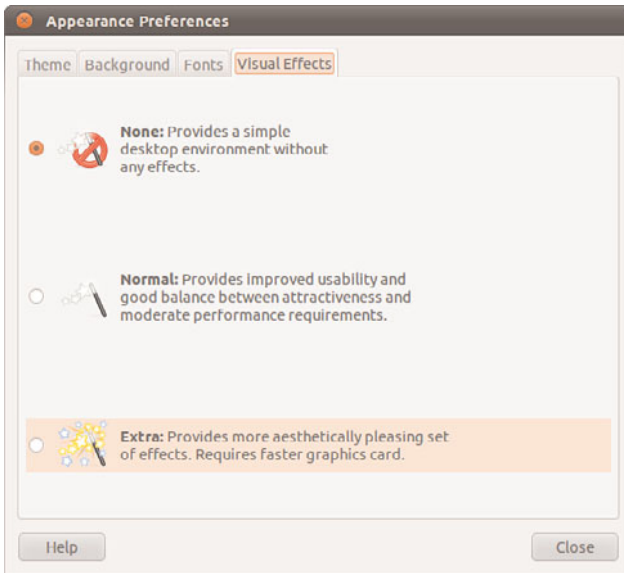 Appearance Preferences
Theme Background Fonts Visual Effects
None: Provides a simple
desktop environment without
any effects.
Normal: Provides improved usability and
good balance between attractiveness and
moderate performance requirements.
Extra: Provides more aesthetically pleasing set
of effects. Requires faster graphics card.
Help Close